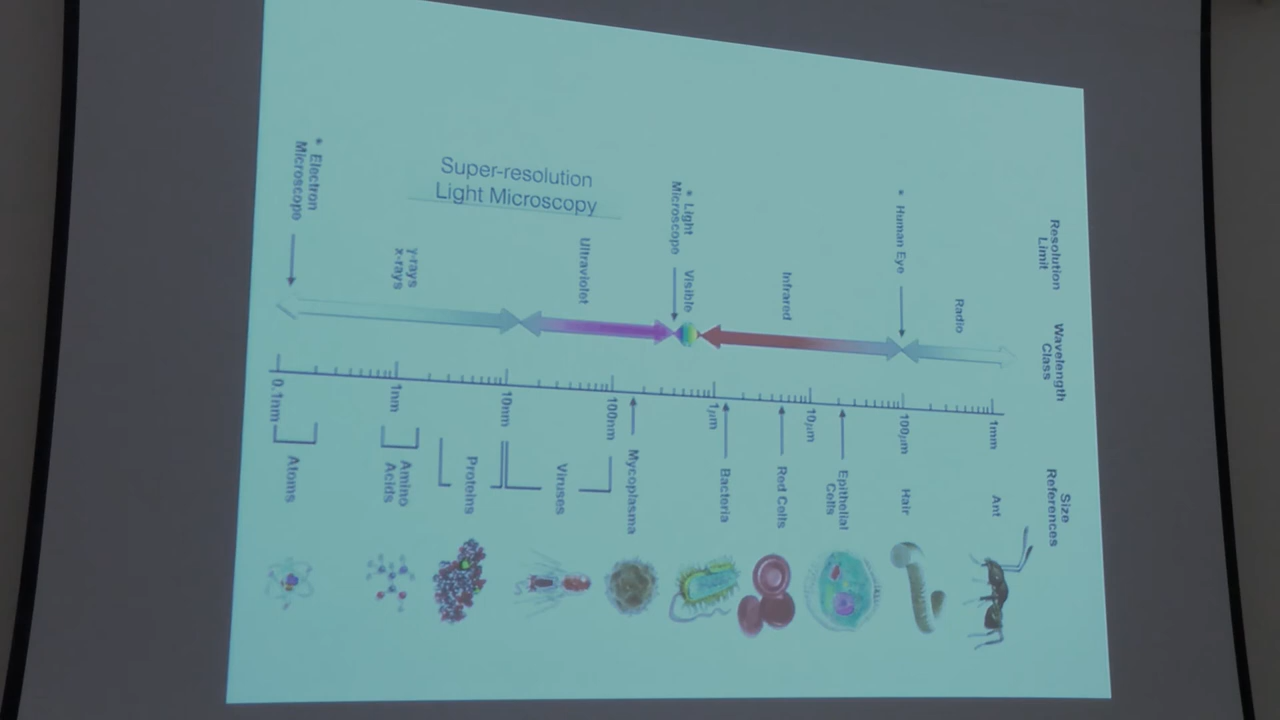 Super-resolution
Light Microscopy
Resolution
Limit
Wavelength
Class
Size
References
* Human Eye
* Light
Microscope
* Electron
Microscope
Radio
Infrared
Visible
Ultraviolet
γ-rays
x-rays
1mm
100μm
10μm
1μm
100nm
10nm
1nm
0.1nm
Ant
Hair
Epithelial
Cells
Red Cells
Bacteria
Mycoplasma
Viruses
Proteins
Amino
Acids
Atoms